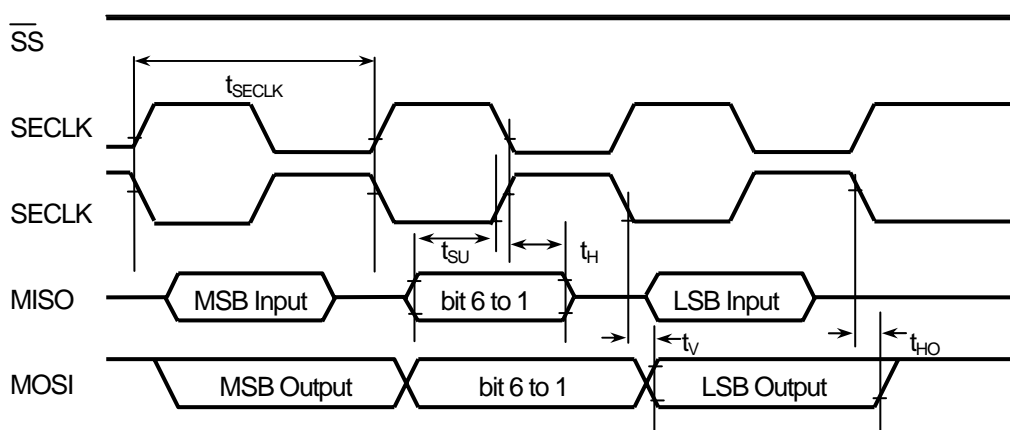 SS
tSECLK
SECLK
SECLK
tSU
tH
MISO
MSB Input
bit 6 to 1
LSB Input
tV
tHO
MOSI
MSB Output
bit 6 to 1
LSB Output